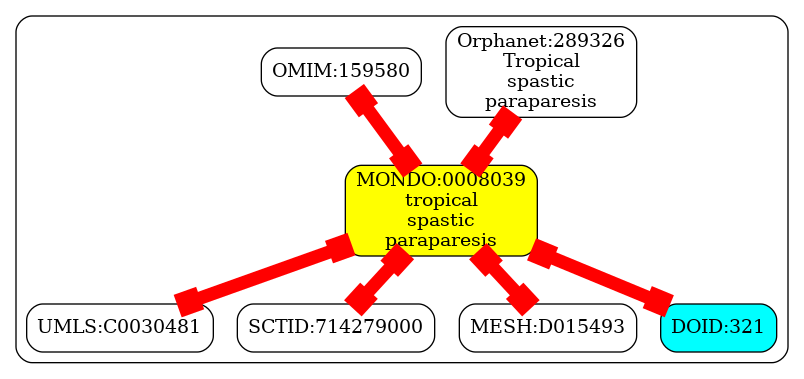 OMIM:159580
Orphanet:289326
Tropical
spastic
paraparesis
MONDO:0008039
tropical
spastic
paraparesis
UMLS:C0030481
SCTID:714279000
MESH:D015493
DOID:321